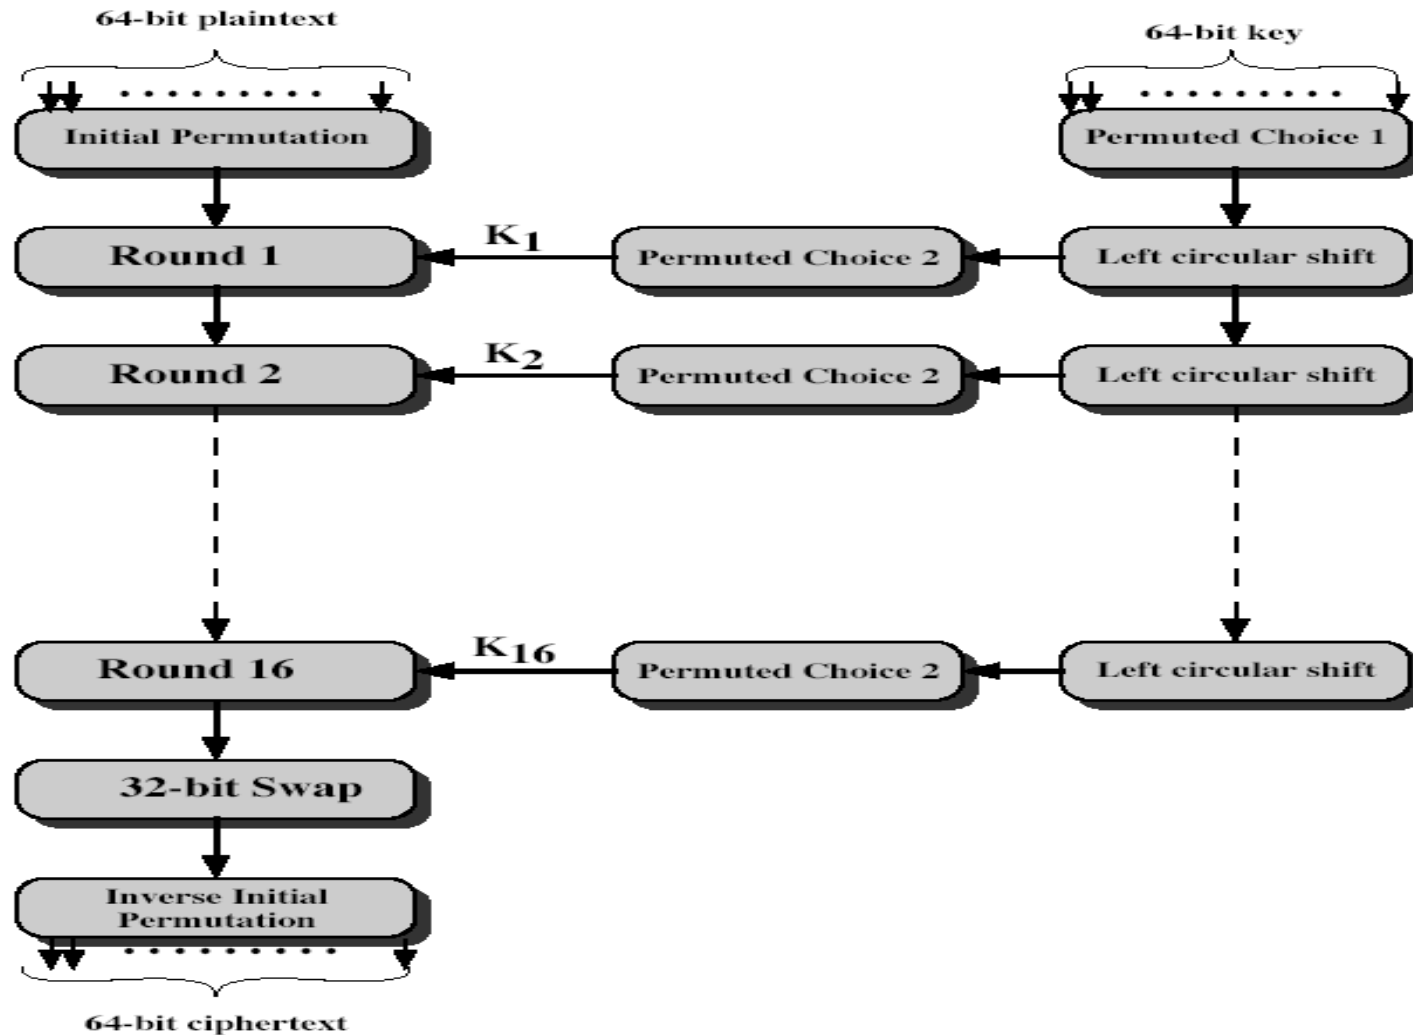 64-bit plaintext
64-bit key
Initial Permutation
Permuted Choice 1
Round 1
K1
Permuted Choice 2
Left circular shift
Round 2
K2
Permuted Choice 2
Left circular shift
Round 16
K16
Permuted Choice 2
Left circular shift
32-bit Swap
Inverse Initial
Permutation
64-bit ciphertext